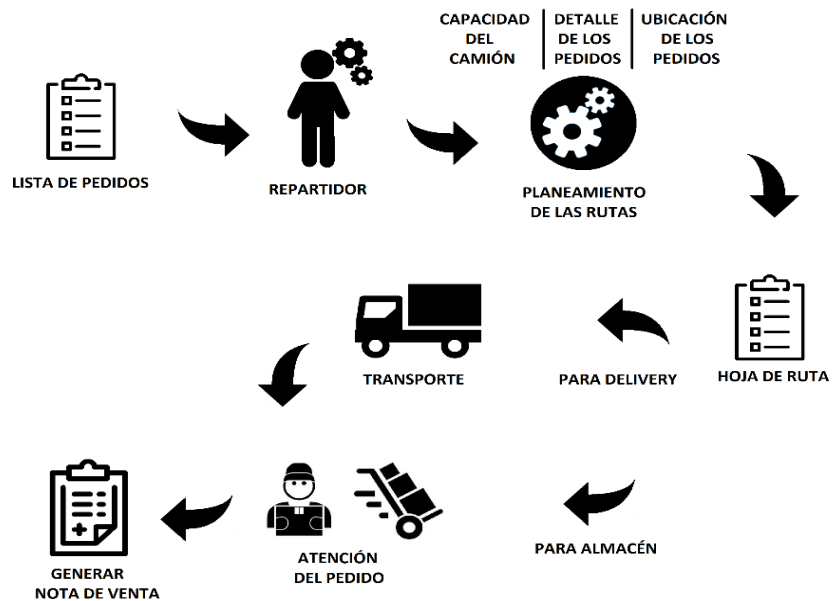 CAPACIDAD
DEL
CAMIÓN
DETALLE
DE LOS
PEDIDOS
UBICACIÓN
DE LOS
PEDIDOS
LISTA DE PEDIDOS
REPARTIDOR
PLANEAMIENTO
DE LAS RUTAS
TRANSPORTE
PARA DELIVERY
HOJA DE RUTA
GENERAR
NOTA DE VENTA
ATENCIÓN
DEL PEDIDO
PARA ALMACÉN